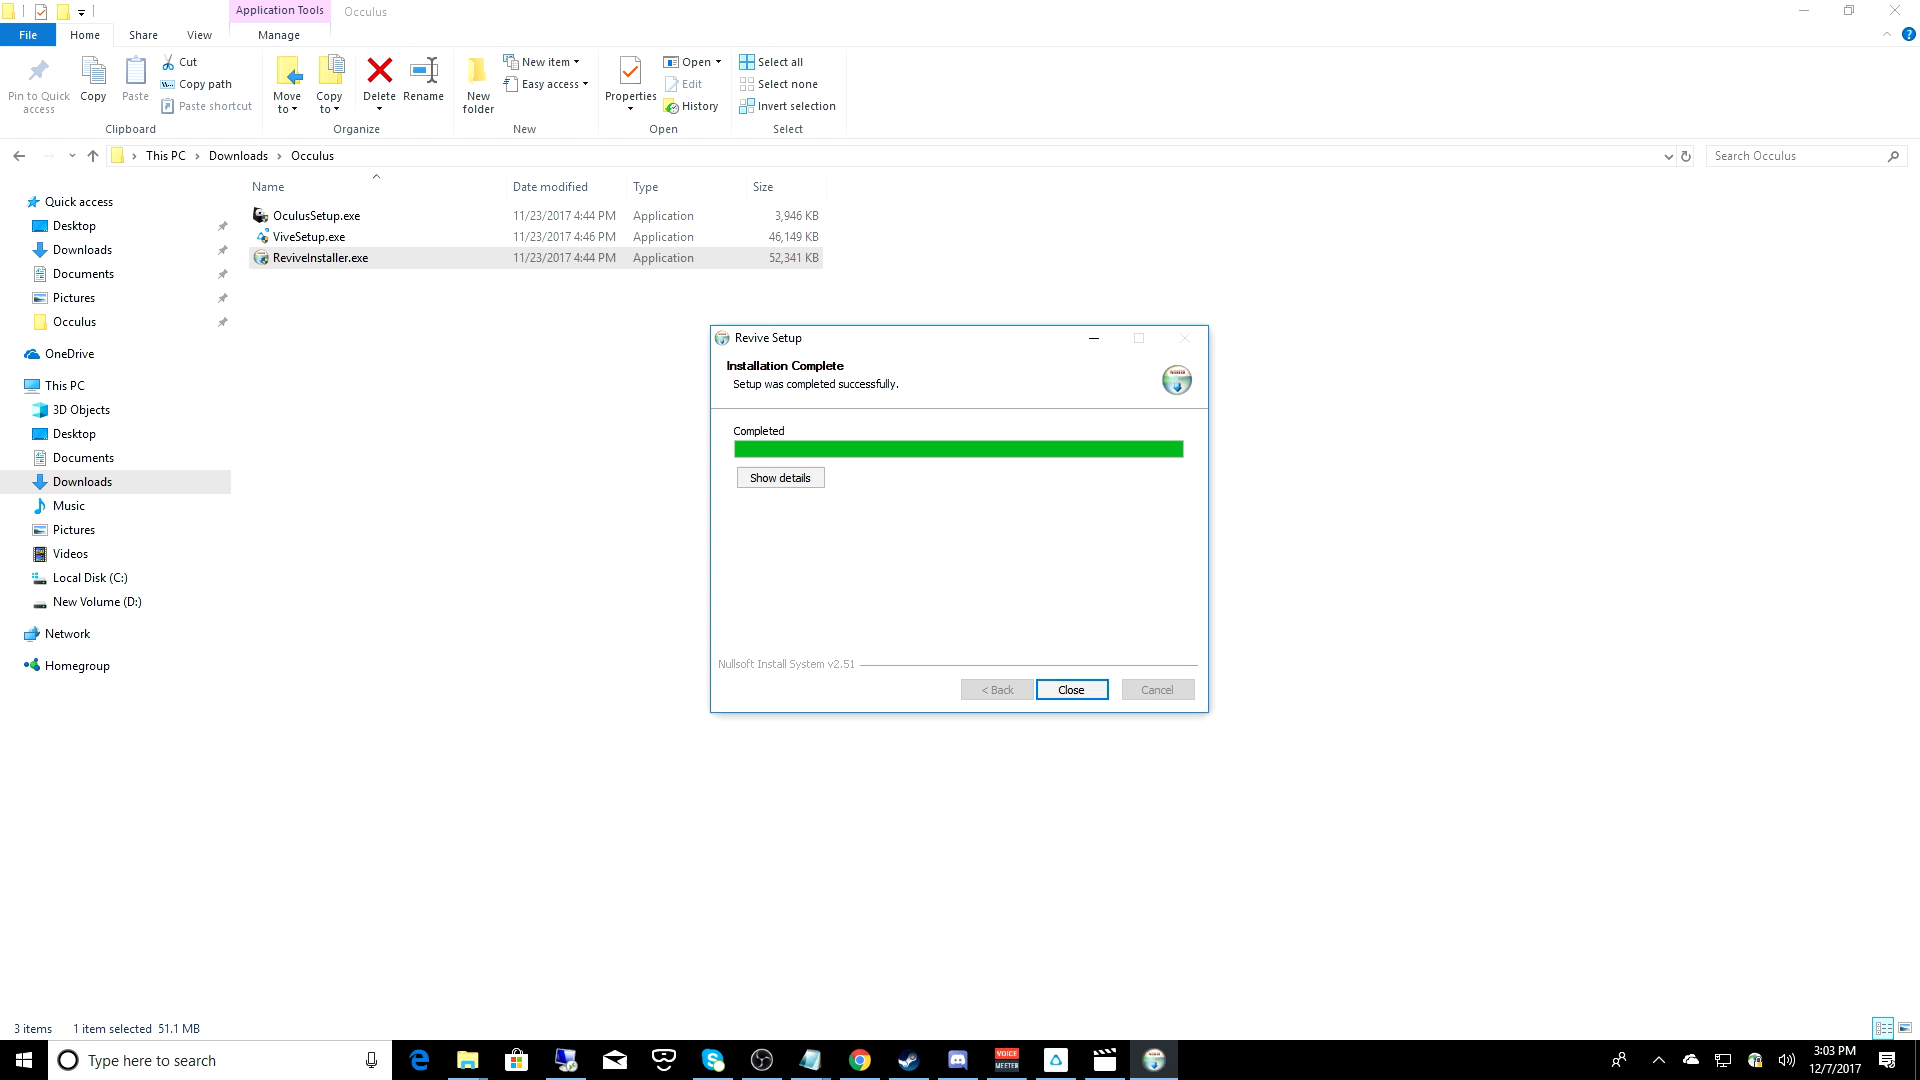 Application Tools
Occulus
File
Home
Share
View
Manage
Pin to Quick access
Copy
Paste
Cut
Copy path
Paste shortcut
Clipboard
Move to
Copy to
Delete
Rename
Organize
New folder
New item
Easy access
New
Properties
Open
Edit
History
Open
Select all
Select none
Invert selection
Select
This PC > Downloads > Occulus
Search Occulus
Name Date modified Type Size
OculusSetup.exe 11/23/2017 4:44 PM Application 3,946 KB
ViveSetup.exe 11/23/2017 4:46 PM Application 46,149 KB
ReviveInstaller.exe 11/23/2017 4:44 PM Application 52,341 KB
Quick access
Desktop
Downloads
Documents
Pictures
Occulus
OneDrive
This PC
3D Objects
Desktop
Documents
Downloads
Music
Pictures
Videos
Local Disk (C:)
New Volume (D:)
Network
Homegroup
Revive Setup
Installation Complete
Setup was completed successfully.
Completed
Show details
Nullsoft Install System v2.51
< Back
Close
Cancel
3 items 1 item selected 51.1 MB
Type here to search
VOICE
MEETER
3:03 PM
12/7/2017